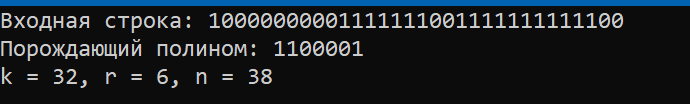 Входная строка: 10000000001111111001111111111100
Порождающий полином: 1100001
k = 32, r = 6, n = 38